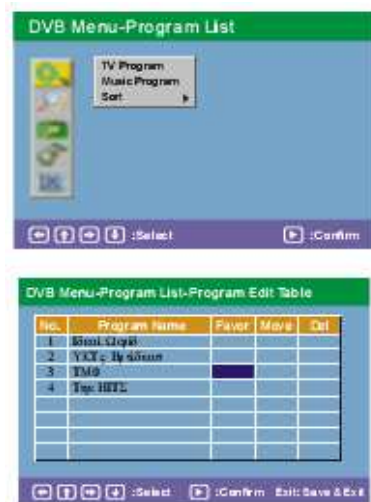 DVB Menu-Program List
TV Program
Music Program
Sort
:Select :Confirm
DVB Menu-Program List-Program Edit Table
No. Program Name Favor Move Del
1
2
3
4
:Select :Confirm Exit: Save & Exit